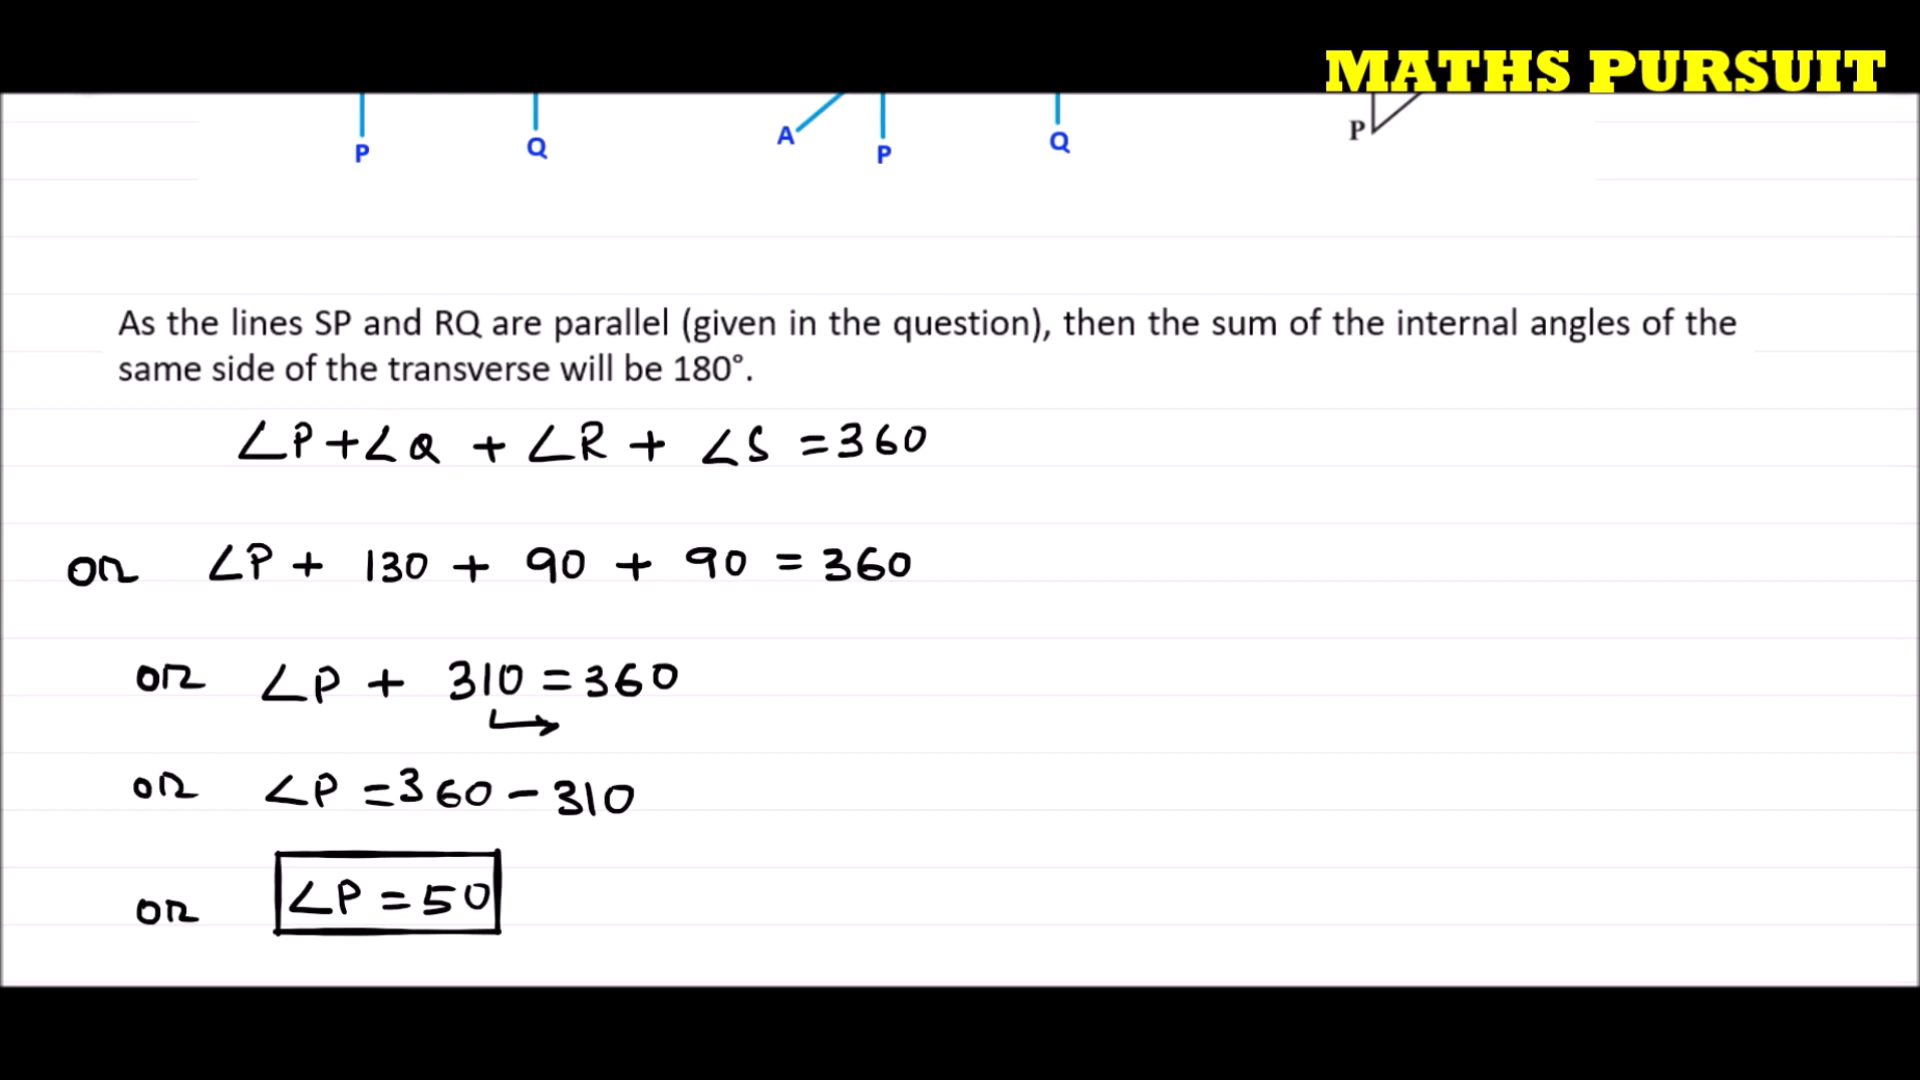 MATHS PURSUIT
P Q A P Q P
As the lines SP and RQ are parallel (given in the question), then the sum of the internal angles of the
same side of the transverse will be 180°.
∠P+∠Q + ∠R + ∠S = 360
or ∠P + 130 + 90 + 90 = 360
or ∠P + 310 = 360
or ∠P = 360 - 310
or ∠P = 50